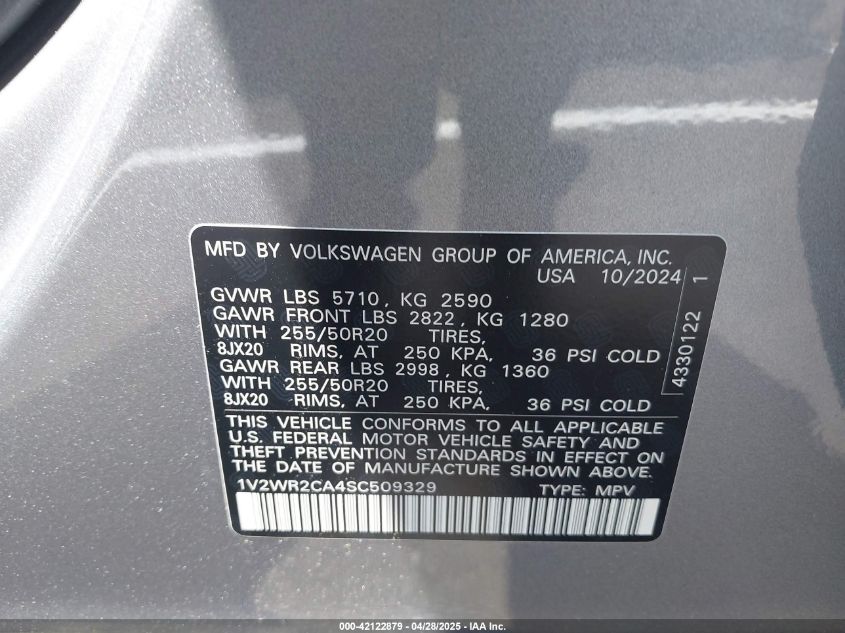 MFD BY VOLKSWAGEN GROUP OF AMERICA, INC.
USA 10/2024
GVWR LBS 5710, KG 2590
GAWR FRONT LBS 2822, KG 1280
WITH 255/50R20 TIRES,
8JX20 RIMS, AT 250 KPA, 36 PSI COLD
GAWR REAR LBS 2998, KG 1360
WITH 255/50R20 TIRES,
8JX20 RIMS, AT 250 KPA, 36 PSI COLD
4330122 1
THIS VEHICLE CONFORMS TO ALL APPLICABLE
U.S. FEDERAL MOTOR VEHICLE SAFETY AND
THEFT PREVENTION STANDARDS IN EFFECT ON
THE DATE OF MANUFACTURE SHOWN ABOVE.
1V2WR2CA4SC509329 TYPE: MPV
000-42122879 - 04/28/2025 - IAA Inc.